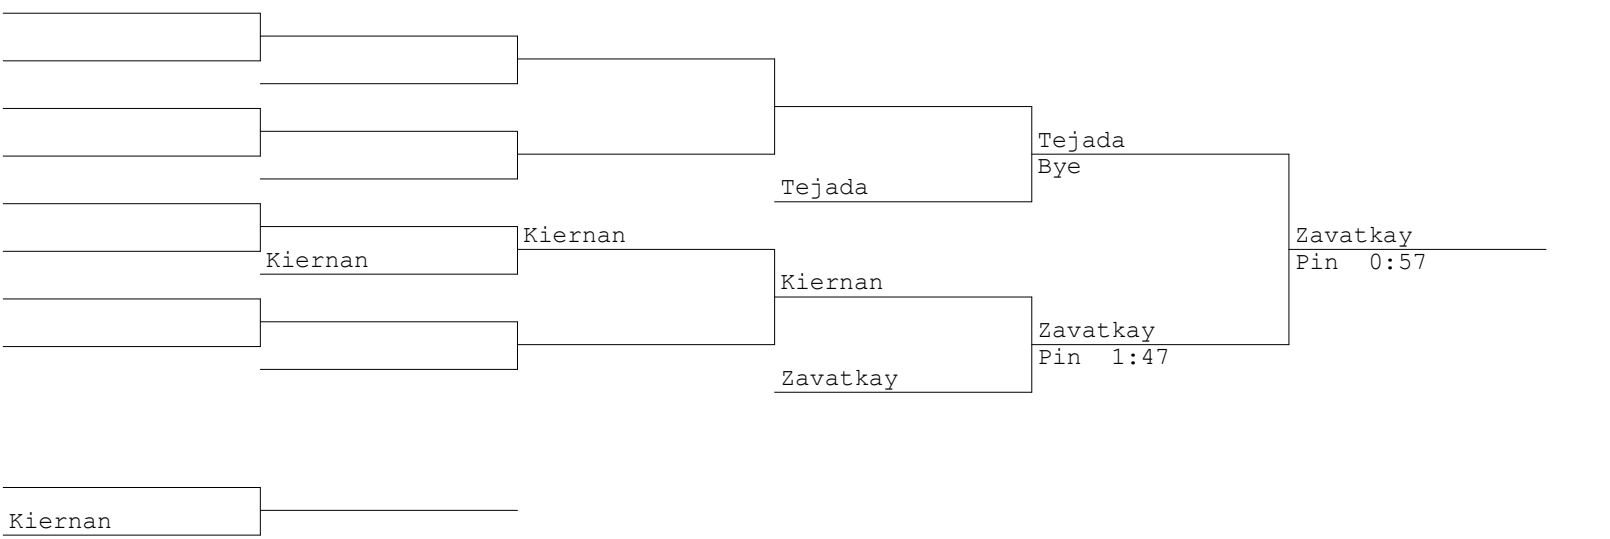 Tejada
Bye
Tejada
Kiernan
Zavatkay
Kiernan
Pin  0:57
Kiernan
Zavatkay
Pin  1:47
Zavatkay
Kiernan